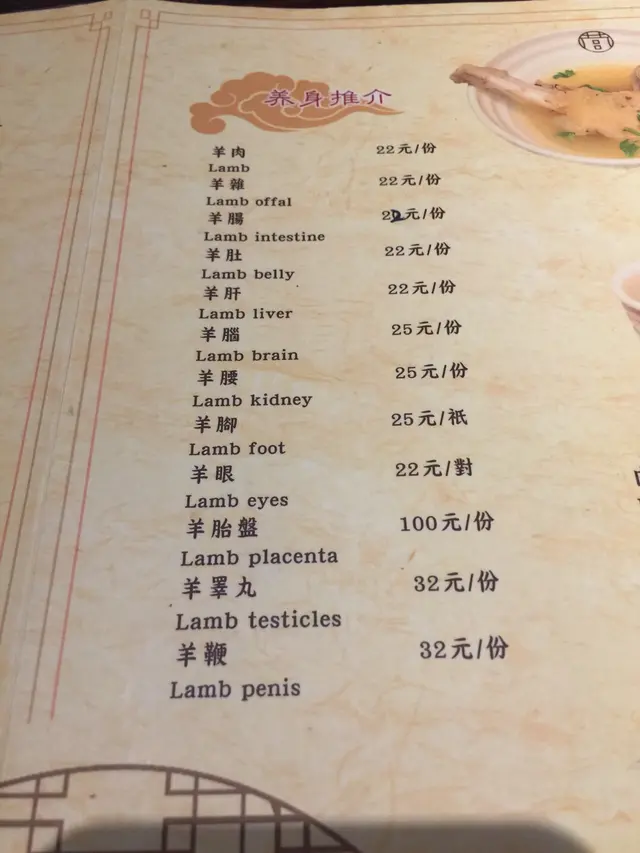 养身推介
羊肉 22元/份
Lamb
羊雜 22元/份
Lamb offal
羊腸 元/份
Lamb intestine
羊肚 22元/份
Lamb belly
羊肝 22元/份
Lamb liver
羊腦 25元/份
Lamb brain
羊腰 25元/份
Lamb kidney
羊腳 25元/祇
Lamb foot
羊眼 22元/對
Lamb eyes
羊胎盤 100元/份
Lamb placenta
羊睪丸 32元/份
Lamb testicles
羊鞭 32元/份
Lamb penis